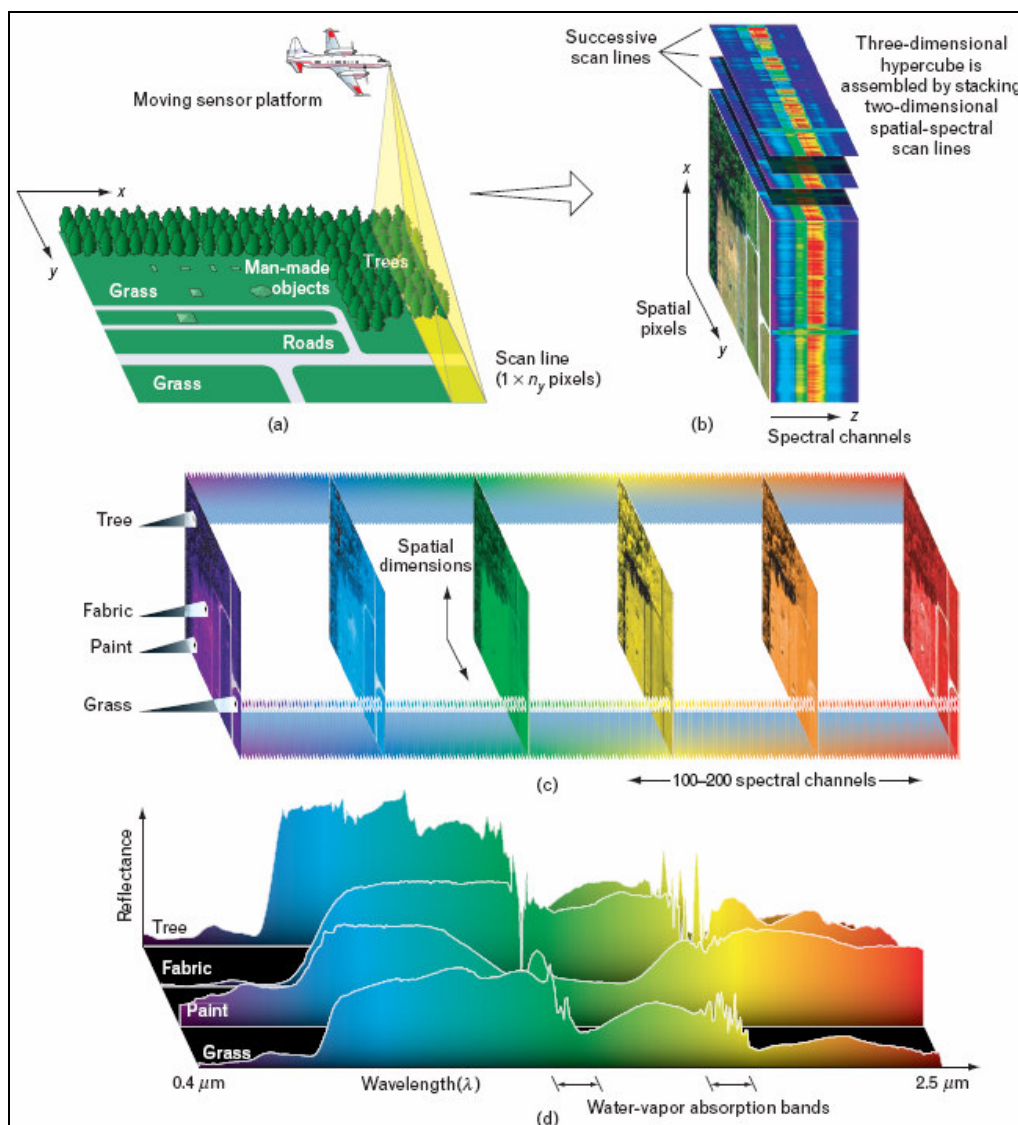 Moving sensor platform
x
y
Trees
Man-made
objects
Grass
Roads
Grass
Scan line
(1 × n_y pixels)
(a)
Successive
scan lines
Three-dimensional
hypercube is
assembled by stacking
two-dimensional
spatial-spectral
scan lines
x
Spatial
pixels
y
z
Spectral channels
(b)
Tree
Fabric
Paint
Grass
Spatial
dimensions
100–200 spectral channels
(c)
Reflectance
Tree
Fabric
Paint
Grass
0.4 μm
Wavelength(λ)
2.5 μm
Water-vapor absorption bands
(d)